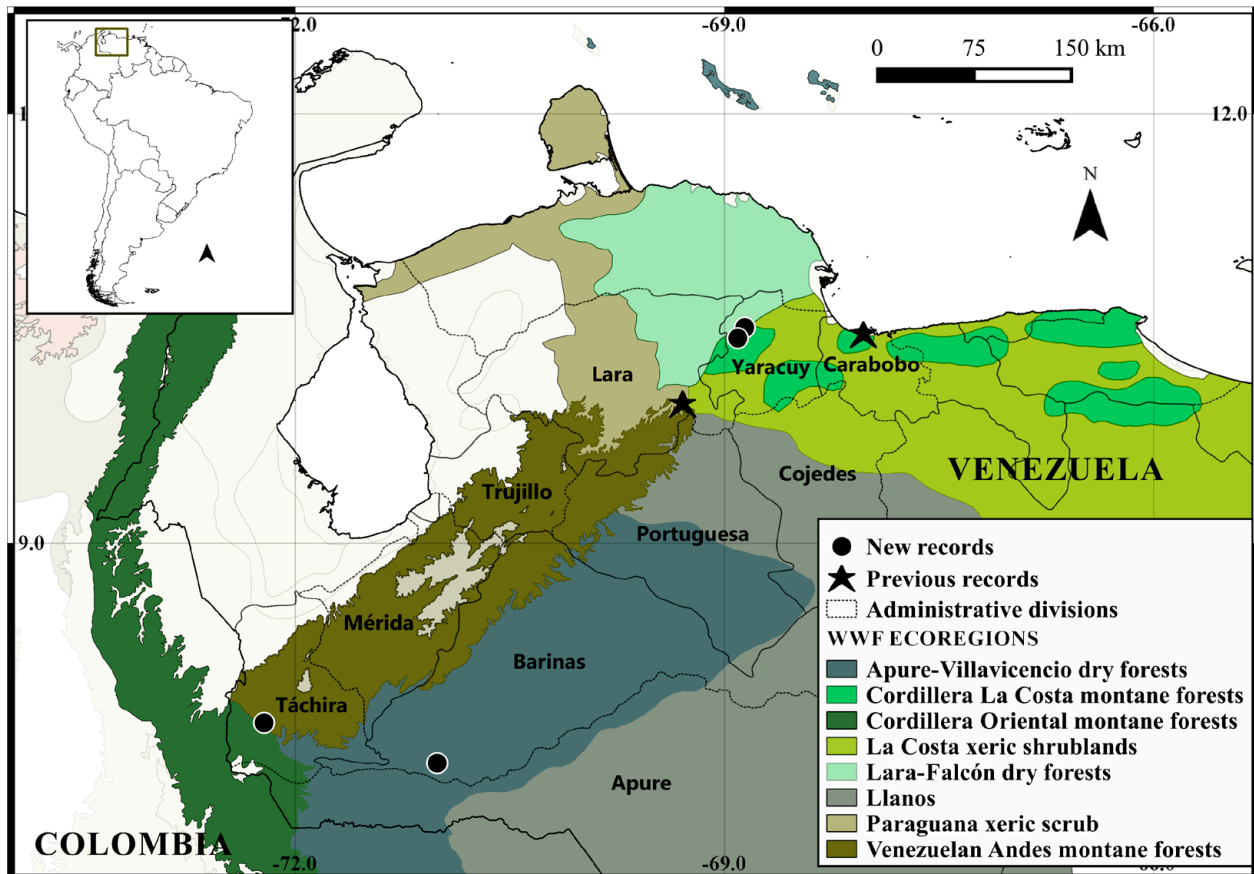 -72.0
-69.0
-66.0
0 75 150 km
12.0
N
Lara
Yaracuy
Carabobo
Cojedes
VENEZUELA
Trujillo
Portuguesa
9.0
Mérida
Barinas
Táchira
Apure
COLOMBIA
-72.0
-69.0
New records
Previous records
Administrative divisions
WWF ECOREGIONS
Apure-Villavicencio dry forests
Cordillera La Costa montane forests
Cordillera Oriental montane forests
La Costa xeric shrublands
Lara-Falcón dry forests
Llanos
Paraguana xeric scrub
Venezuelan Andes montane forests